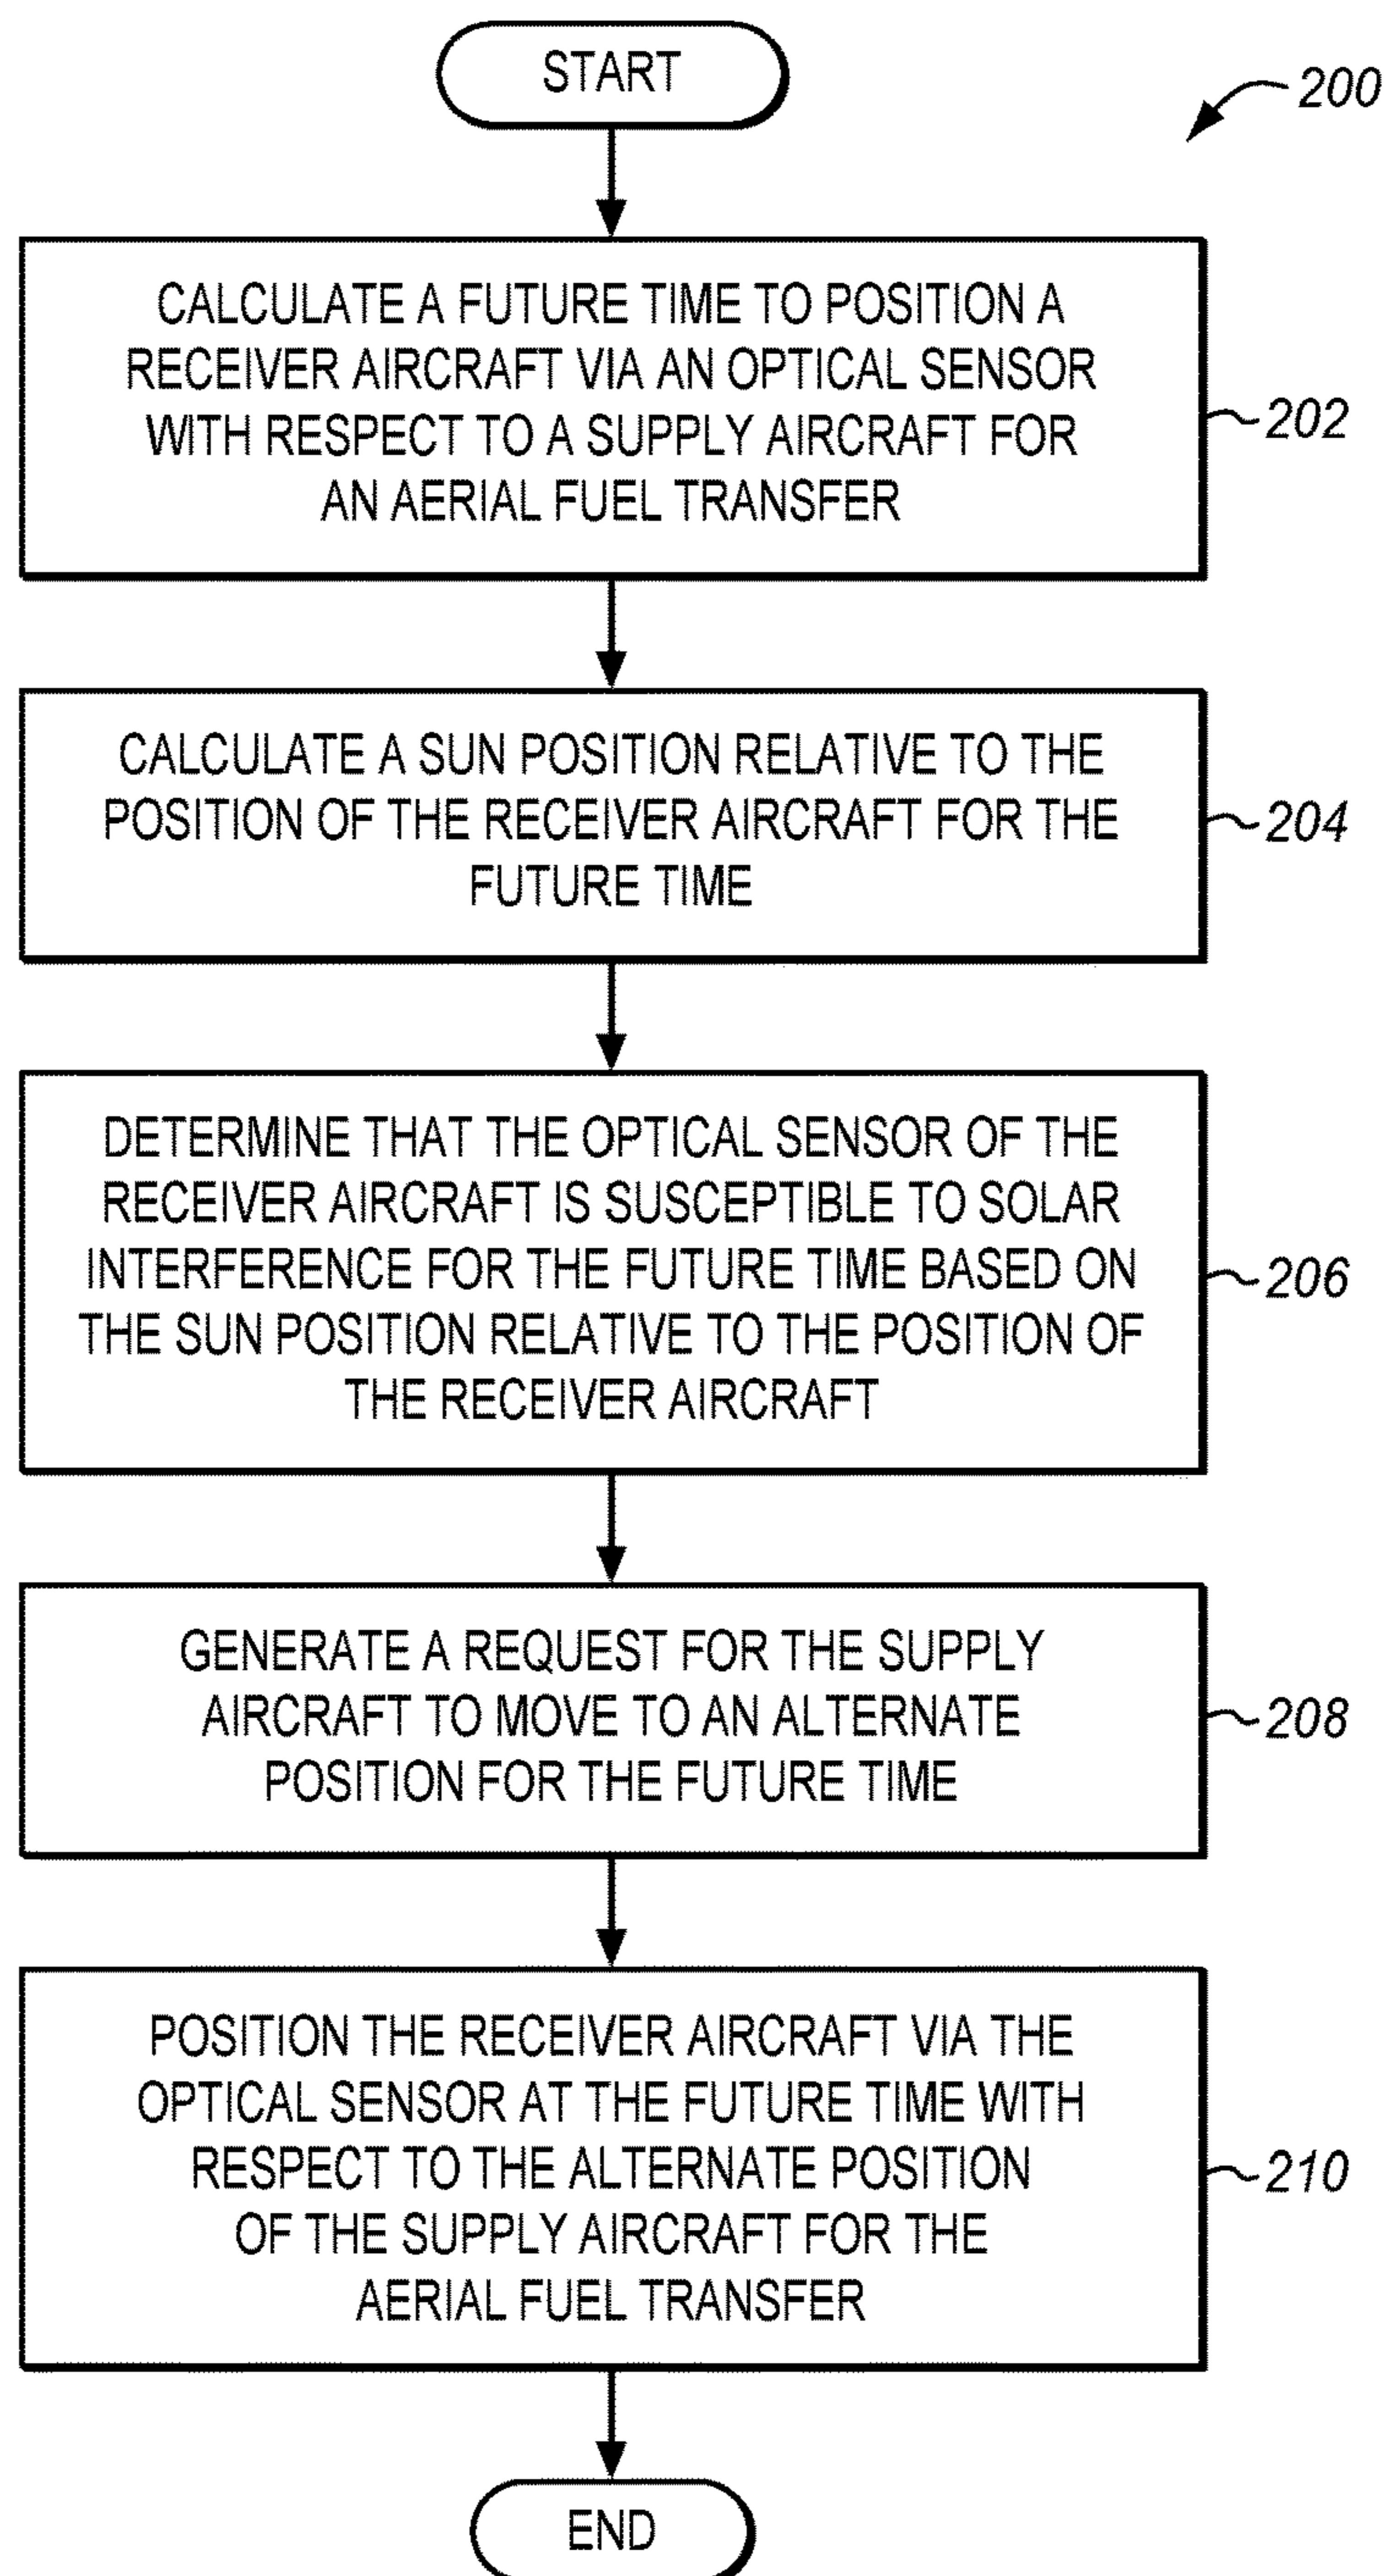 START
200
CALCULATE A FUTURE TIME TO POSITION A
RECEIVER AIRCRAFT VIA AN OPTICAL SENSOR
WITH RESPECT TO A SUPPLY AIRCRAFT FOR
AN AERIAL FUEL TRANSFER
202
CALCULATE A SUN POSITION RELATIVE TO THE
POSITION OF THE RECEIVER AIRCRAFT FOR THE
FUTURE TIME
204
DETERMINE THAT THE OPTICAL SENSOR OF THE
RECEIVER AIRCRAFT IS SUSCEPTIBLE TO SOLAR
INTERFERENCE FOR THE FUTURE TIME BASED ON
THE SUN POSITION RELATIVE TO THE POSITION OF
THE RECEIVER AIRCRAFT
206
GENERATE A REQUEST FOR THE SUPPLY
AIRCRAFT TO MOVE TO AN ALTERNATE
POSITION FOR THE FUTURE TIME
208
POSITION THE RECEIVER AIRCRAFT VIA THE
OPTICAL SENSOR AT THE FUTURE TIME WITH
RESPECT TO THE ALTERNATE POSITION
OF THE SUPPLY AIRCRAFT FOR THE
AERIAL FUEL TRANSFER
210
END